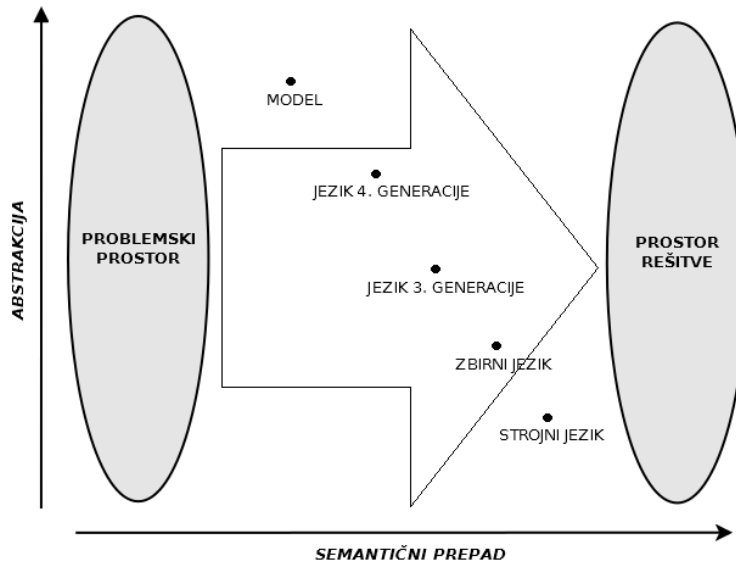 MODEL
JEZIK 4. GENERACIJE
PROBLEMSKI
PROSTOR
PROSTOR
REŠITVE
ABSTRAKCIJA
JEZIK 3. GENERACIJE
ZBIRNI JEZIK
STROJNI JEZIK
SEMANTIČNI PREPAD